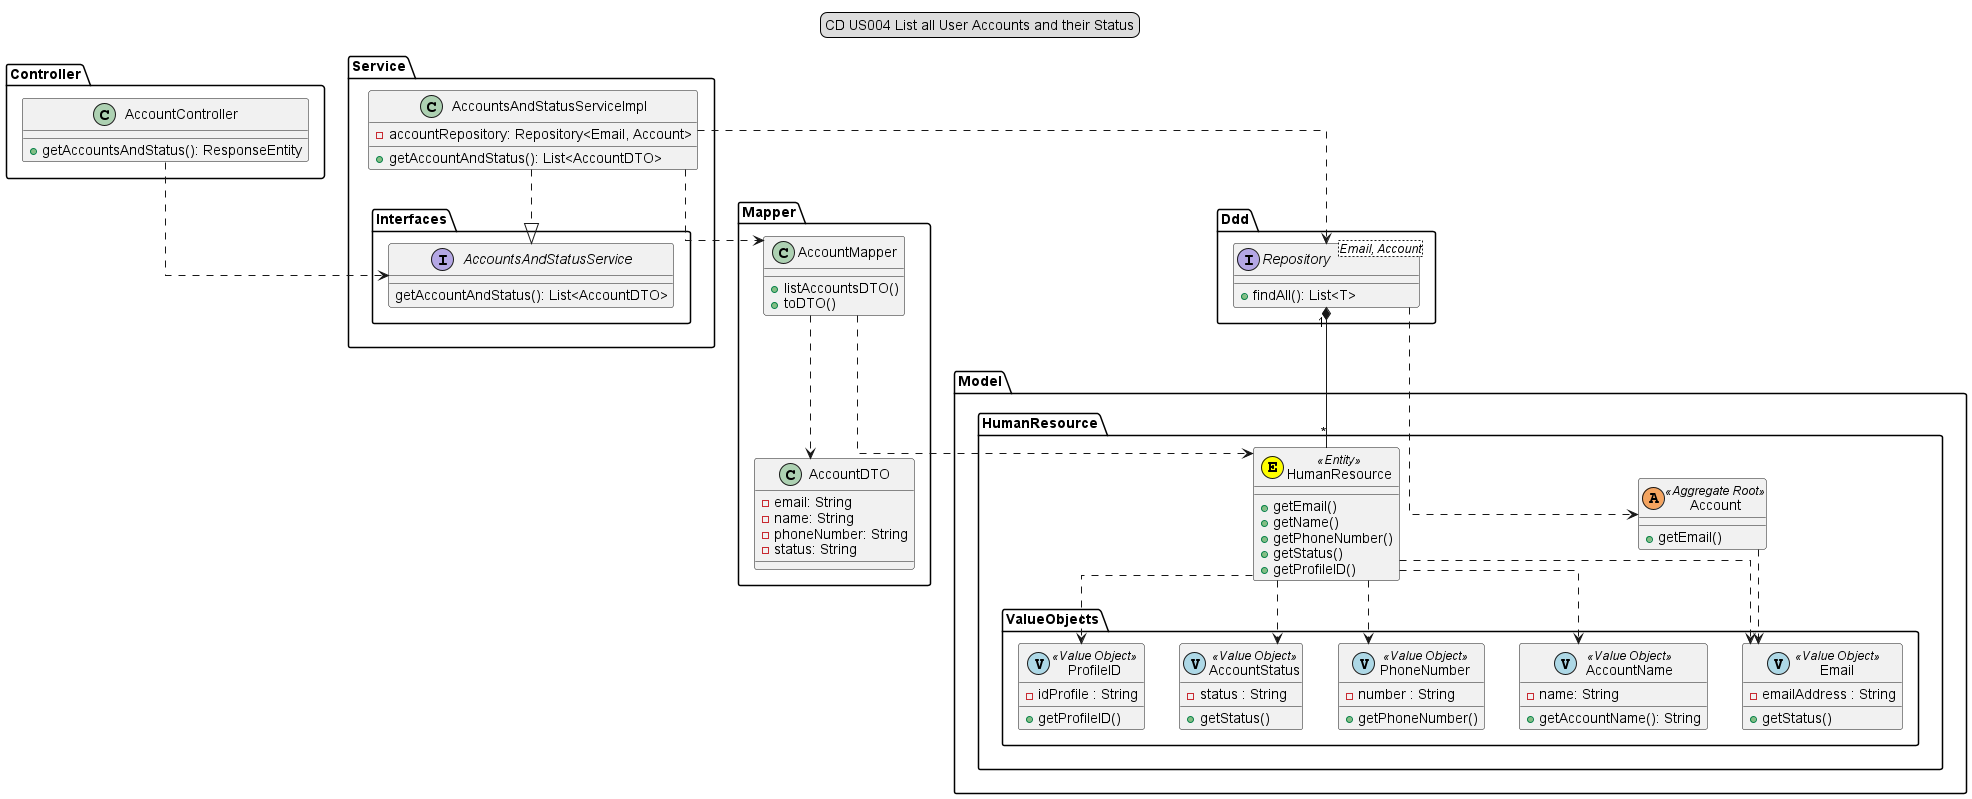 CD US004 List all User Accounts and their Status
Controller
C AccountController
getAccountsAndStatus(): ResponseEntity
Service
C AccountsAndStatusServiceImpl
accountRepository: Repository<Email, Account>
getAccountAndStatus(): List<AccountDTO>
Interfaces
I AccountsAndStatusService
getAccountAndStatus(): List<AccountDTO>
Mapper
C AccountMapper
listAccountsDTO()
toDTO()
C AccountDTO
email: String
name: String
phoneNumber: String
status: String
Ddd
I Repository
Email, Account
findAll(): List<T>
1
*
Model
HumanResource
E «Entity»
HumanResource
getEmail()
getName()
getPhoneNumber()
getStatus()
getProfileID()
A «Aggregate Root»
Account
getEmail()
ValueObjects
V «Value Object»
ProfileID
idProfile : String
getProfileID()
V «Value Object»
AccountStatus
status : String
getStatus()
V «Value Object»
PhoneNumber
number : String
getPhoneNumber()
V «Value Object»
AccountName
name: String
getAccountName(): String
V «Value Object»
Email
emailAddress : String
getStatus()